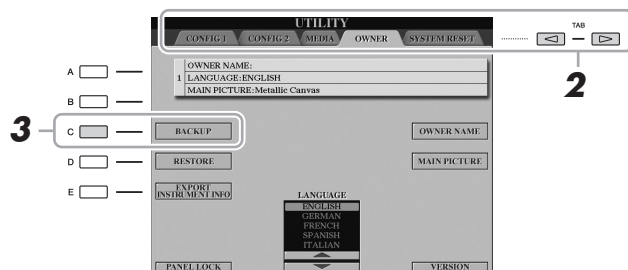 UTILITY
CONFIG 1 CONFIG 2 MEDIA OWNER SYSTEM RESET
TAB
2
A
OWNER NAME:
1 LANGUAGE:ENGLISH
MAIN PICTURE:Metallic Canvas
B
3
C BACKUP OWNER NAME
D RESTORE MAIN PICTURE
E EXPORT
INSTRUMENT INFO
LANGUAGE
ENGLISH
GERMAN
FRENCH
SPANISH
ITALIAN
PANEL LOCK VERSION